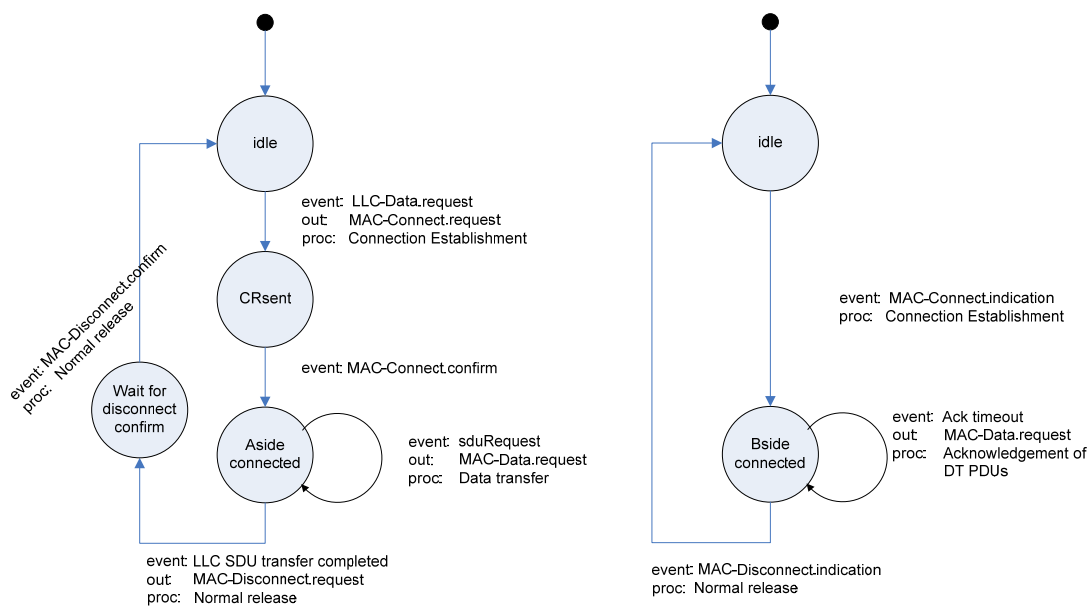 idle
event: LLC-Data.request
out: MAC-Connect.request
proc: Connection Establishment
CRsent
event: MAC-Connect.confirm
Aside
connected
event: sduRequest
out: MAC-Data.request
proc: Data transfer
event: LLC SDU transfer completed
out: MAC-Disconnect.request
proc: Normal release
Wait for
disconnect
confirm
event: MAC-Disconnect.confirm
proc: Normal release
idle
event: MAC-Connect.indication
proc: Connection Establishment
Bside
connected
event: Ack timeout
out: MAC-Data.request
proc: Acknowledgement of
DT PDUs
event: MAC-Disconnect.indication
proc: Normal release